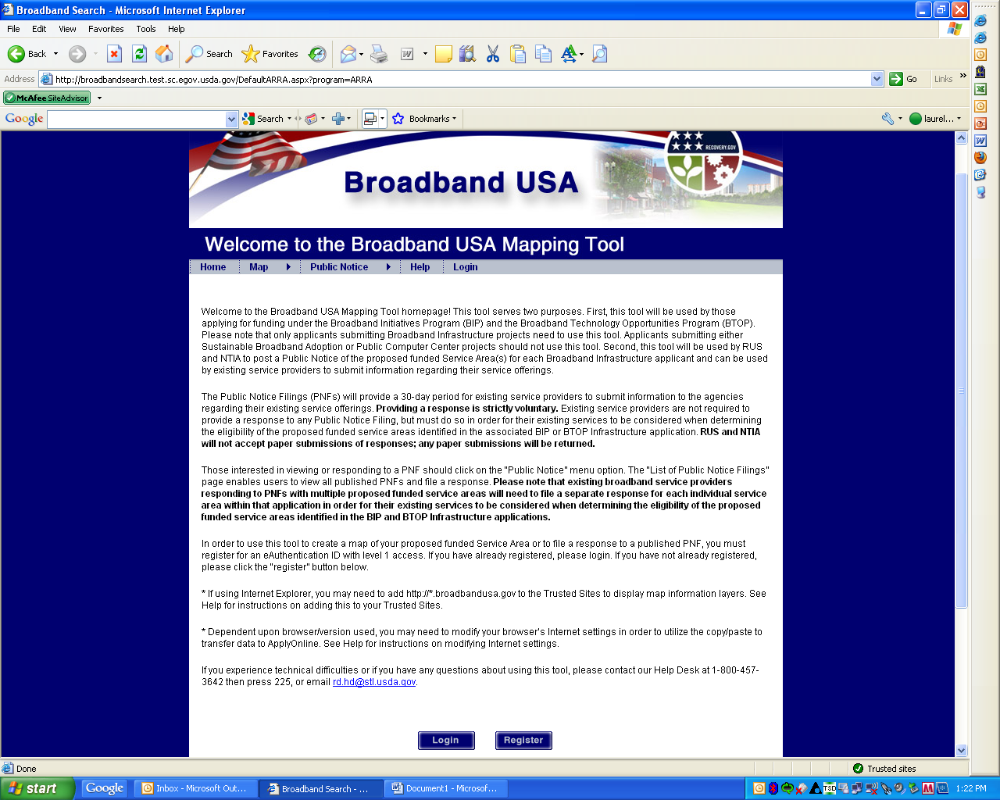 Broadband Search - Microsoft Internet Explorer
File Edit View Favorites Tools Help
Back Search Favorites
Address http://broadbandsearch.test.sc.egov.usda.gov/DefaultARRA.aspx?program=ARRA Go Links »
McAfee SiteAdvisor
Google Search Bookmarks laurel...
RECOVERY.GOV
Broadband USA
Welcome to the Broadband USA Mapping Tool
Home Map Public Notice Help Login
Welcome to the Broadband USA Mapping Tool homepage! This tool serves two purposes. First, this tool will be used by those
applying for funding under the Broadband Initiatives Program (BIP) and the Broadband Technology Opportunities Program (BTOP).
Please note that only applicants submitting Broadband Infrastructure projects need to use this tool. Applicants submitting either
Sustainable Broadband Adoption or Public Computer Center projects should not use this tool. Second, this tool will be used by RUS
and NTIA to post a Public Notice of the proposed funded Service Area(s) for each Broadband Infrastructure applicant and can be used
by existing service providers to submit information regarding their service offerings.
The Public Notice Filings (PNFs) will provide a 30-day period for existing service providers to submit information to the agencies
regarding their existing service offerings. Providing a response is strictly voluntary. Existing service providers are not required to
provide a response to any Public Notice Filing, but must do so in order for their existing services to be considered when determining
the eligibility of the proposed funded service areas identified in the associated BIP or BTOP Infrastructure application. RUS and NTIA
will not accept paper submissions of responses; any paper submissions will be returned.
Those interested in viewing or responding to a PNF should click on the "Public Notice" menu option. The "List of Public Notice Filings"
page enables users to view all published PNFs and file a response. Please note that existing broadband service providers
responding to PNFs with multiple proposed funded service areas will need to file a separate response for each individual service
area within that application in order for their existing services to be considered when determining the eligibility of the proposed
funded service areas identified in the BIP and BTOP Infrastructure applications.
In order to use this tool to create a map of your proposed funded Service Area or to file a response to a published PNF, you must
register for an eAuthentication ID with level 1 access. If you have already registered, please login. If you have not already registered,
please click the "register" button below.
* If using Internet Explorer, you may need to add http://*.broadbandusa.gov to the Trusted Sites to display map information layers. See
Help for instructions on adding this to your Trusted Sites.
* Dependent upon browser/version used, you may need to modify your browser's Internet settings in order to utilize the copy/paste to
transfer data to ApplyOnline. See Help for instructions on modifying Internet settings.
If you experience technical difficulties or if you have any questions about using this tool, please contact our Help Desk at 1-800-457-
3642 then press 225, or email rd.hd@stl.usda.gov.
Login Register
Done Trusted sites
start Google Inbox - Microsoft Out... Broadband Search - ... Document1 - Microsof... TSD 1:22 PM